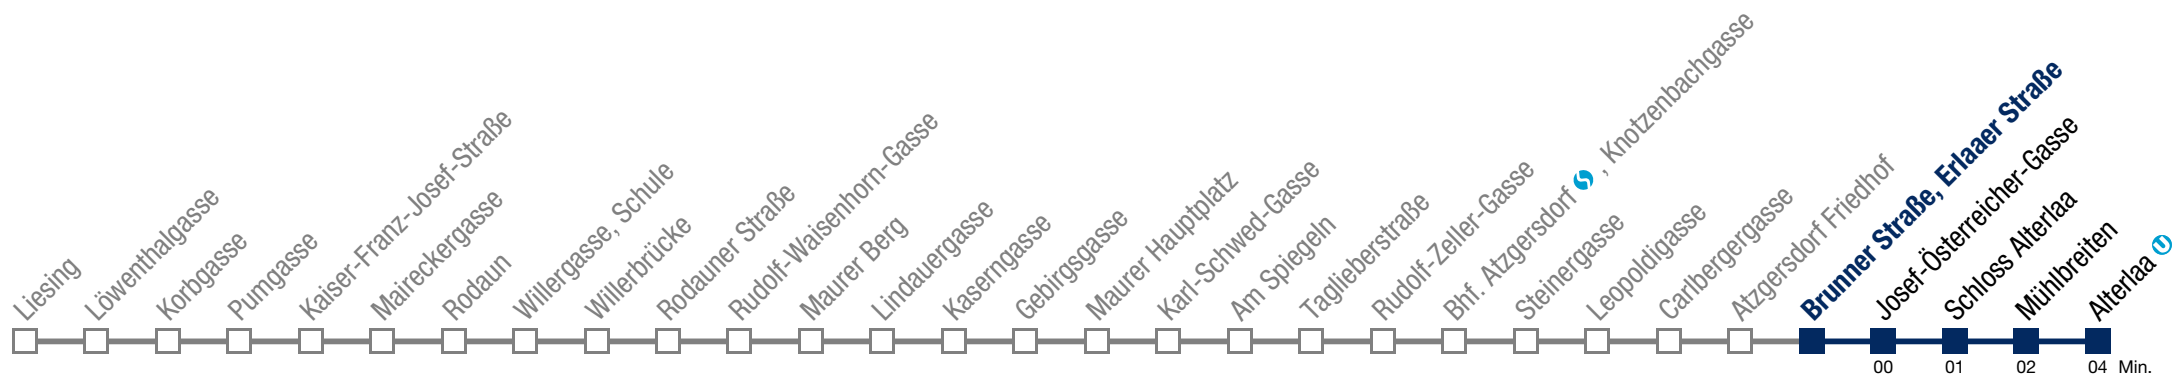 Liesing
Löwenthalgasse
Korbgasse
Pumgasse
Kaiser-Franz-Josef-Straße
Maireckergasse
Rodaun
Willergasse, Schule
Willerbrücke
Rodauner Straße
Rudolf-Waisenhorn-Gasse
Maurer Berg
Lindauergasse
Kaserngasse
Gebirgsgasse
Maurer Hauptplatz
Karl-Schwed-Gasse
Am Spiegeln
Taglieberstraße
Rudolf-Zeller-Gasse
Bhf. Atzgersdorf S, Knotzenbachgasse
Steinergasse
Leopoldigasse
Carlbergergasse
Atzgersdorf Friedhof
Brunner Straße, Erlaaer Straße
Josef-Österreicher-Gasse
Schloss Alterlaa
Mühlbreiten
Alterlaa U
00 01 02 04 Min.